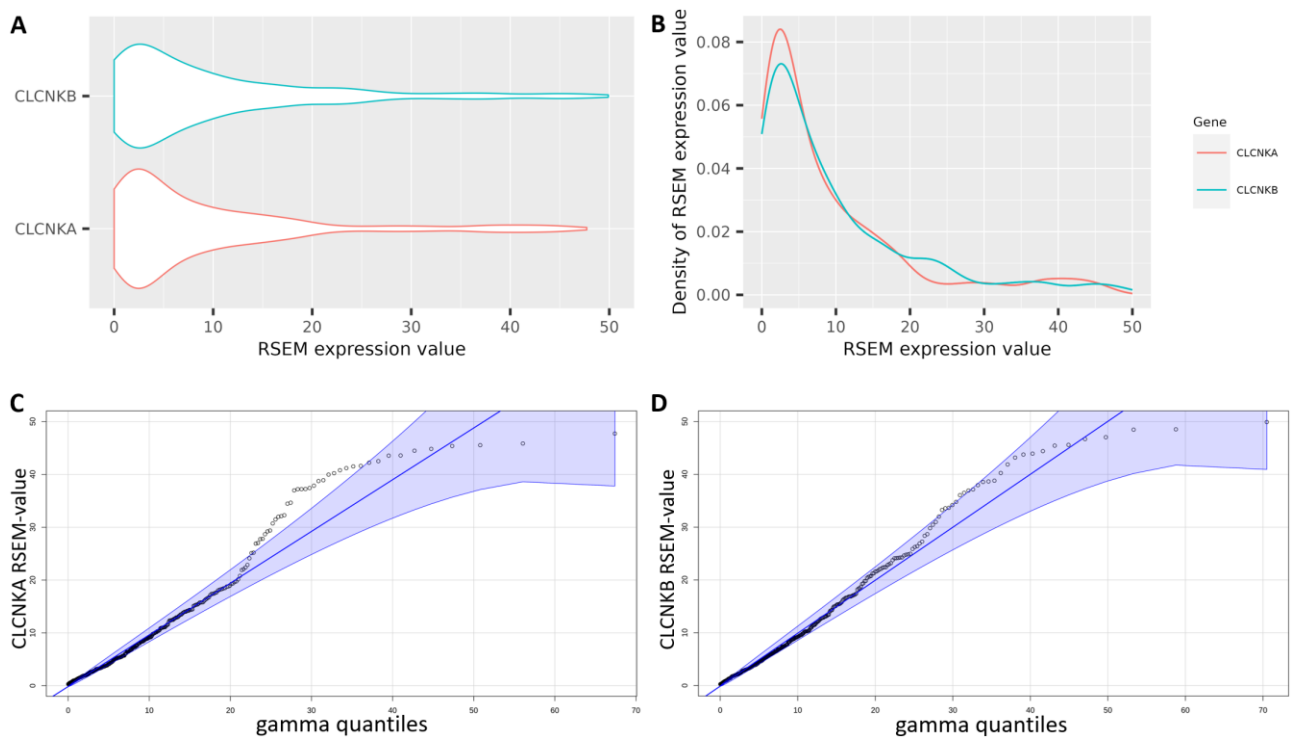 A
CLCNKB
CLCNKA
0 10 20 30 40 50
RSEM expression value
B
Density of RSEM expression value
0.08
0.06
0.04
0.02
0.00
0 10 20 30 40 50
RSEM expression value
Gene
CLCNKA
CLCNKB
C
CLCNKA RSEM-value
50
40
30
20
10
0
0 10 20 30 40 50 60 70
gamma quantiles
D
CLCNKB RSEM-value
50
40
30
20
10
0
0 10 20 30 40 50 60 70
gamma quantiles